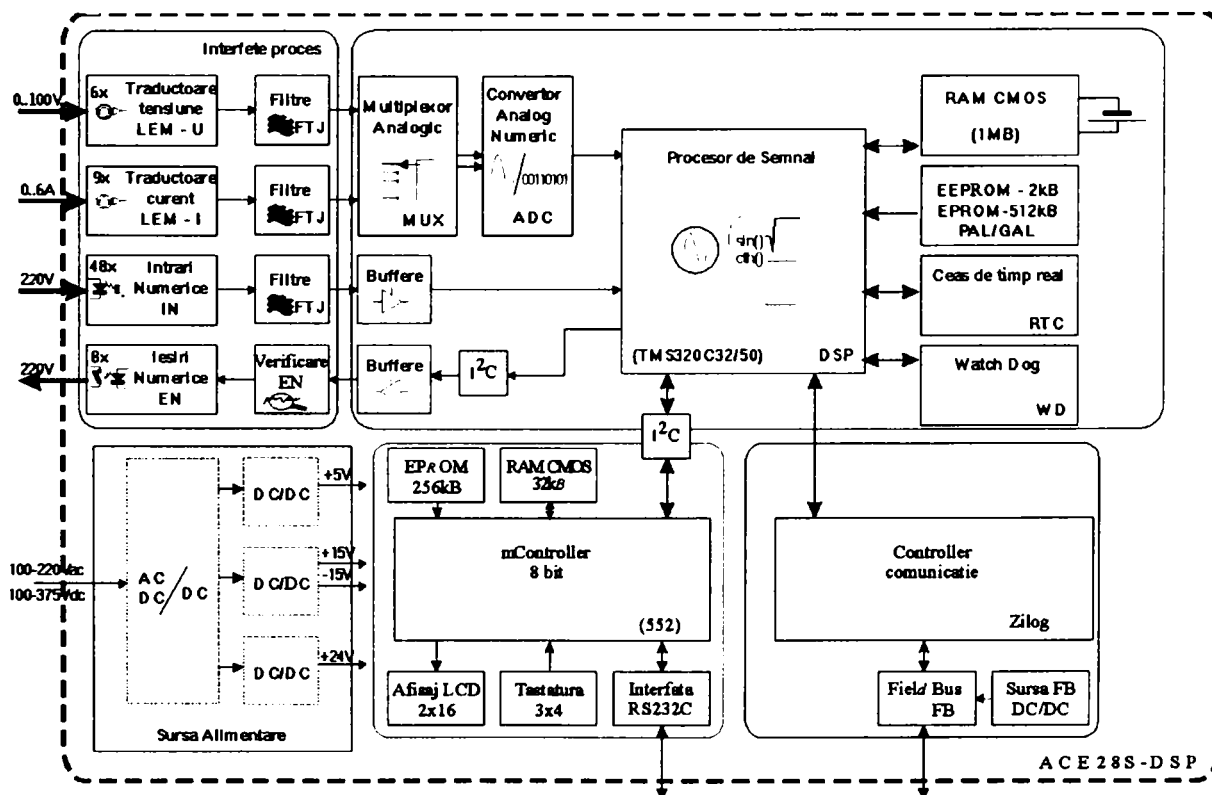 Interfete proces
0..100V
6x
Traductoare
tensiune
LEM - U
Filtre
FTJ
Multiplexor
Analogic
MUX
Convertor
Analog
Numeric
00110101
ADC
Procesor de Semnal
sin()
(TMS320C32/50)
DSP
RAM CMOS
(1MB)
0..6A
9x
Traductoare
curent
LEM - I
Filtre
FTJ
EEPROM - 2kB
EPROM-512kB
PAL/GAL
220V
48x
Intrari
Numerice
IN
Filtre
FTJ
Buffere
Ceas de timp real
RTC
220V
8x
Iesiri
Numerice
EN
Verificare
EN
Buffere
I²C
Watch Dog
WD
I²C
100-220Vac
100-375Vdc
AC
DC/DC
DC/DC
+5V
DC/DC
+15V
-15V
DC/DC
+24V
Sursa Alimentare
EPROM
256kB
RAM CMOS
32kB
mController
8 bit
(552)
Afisaj LCD
2x16
Tastatura
3x4
Interfata
RS232C
Controller
comunicatie
Zilog
Field Bus
FB
Sursa FB
DC/DC
ACE28S-DSP